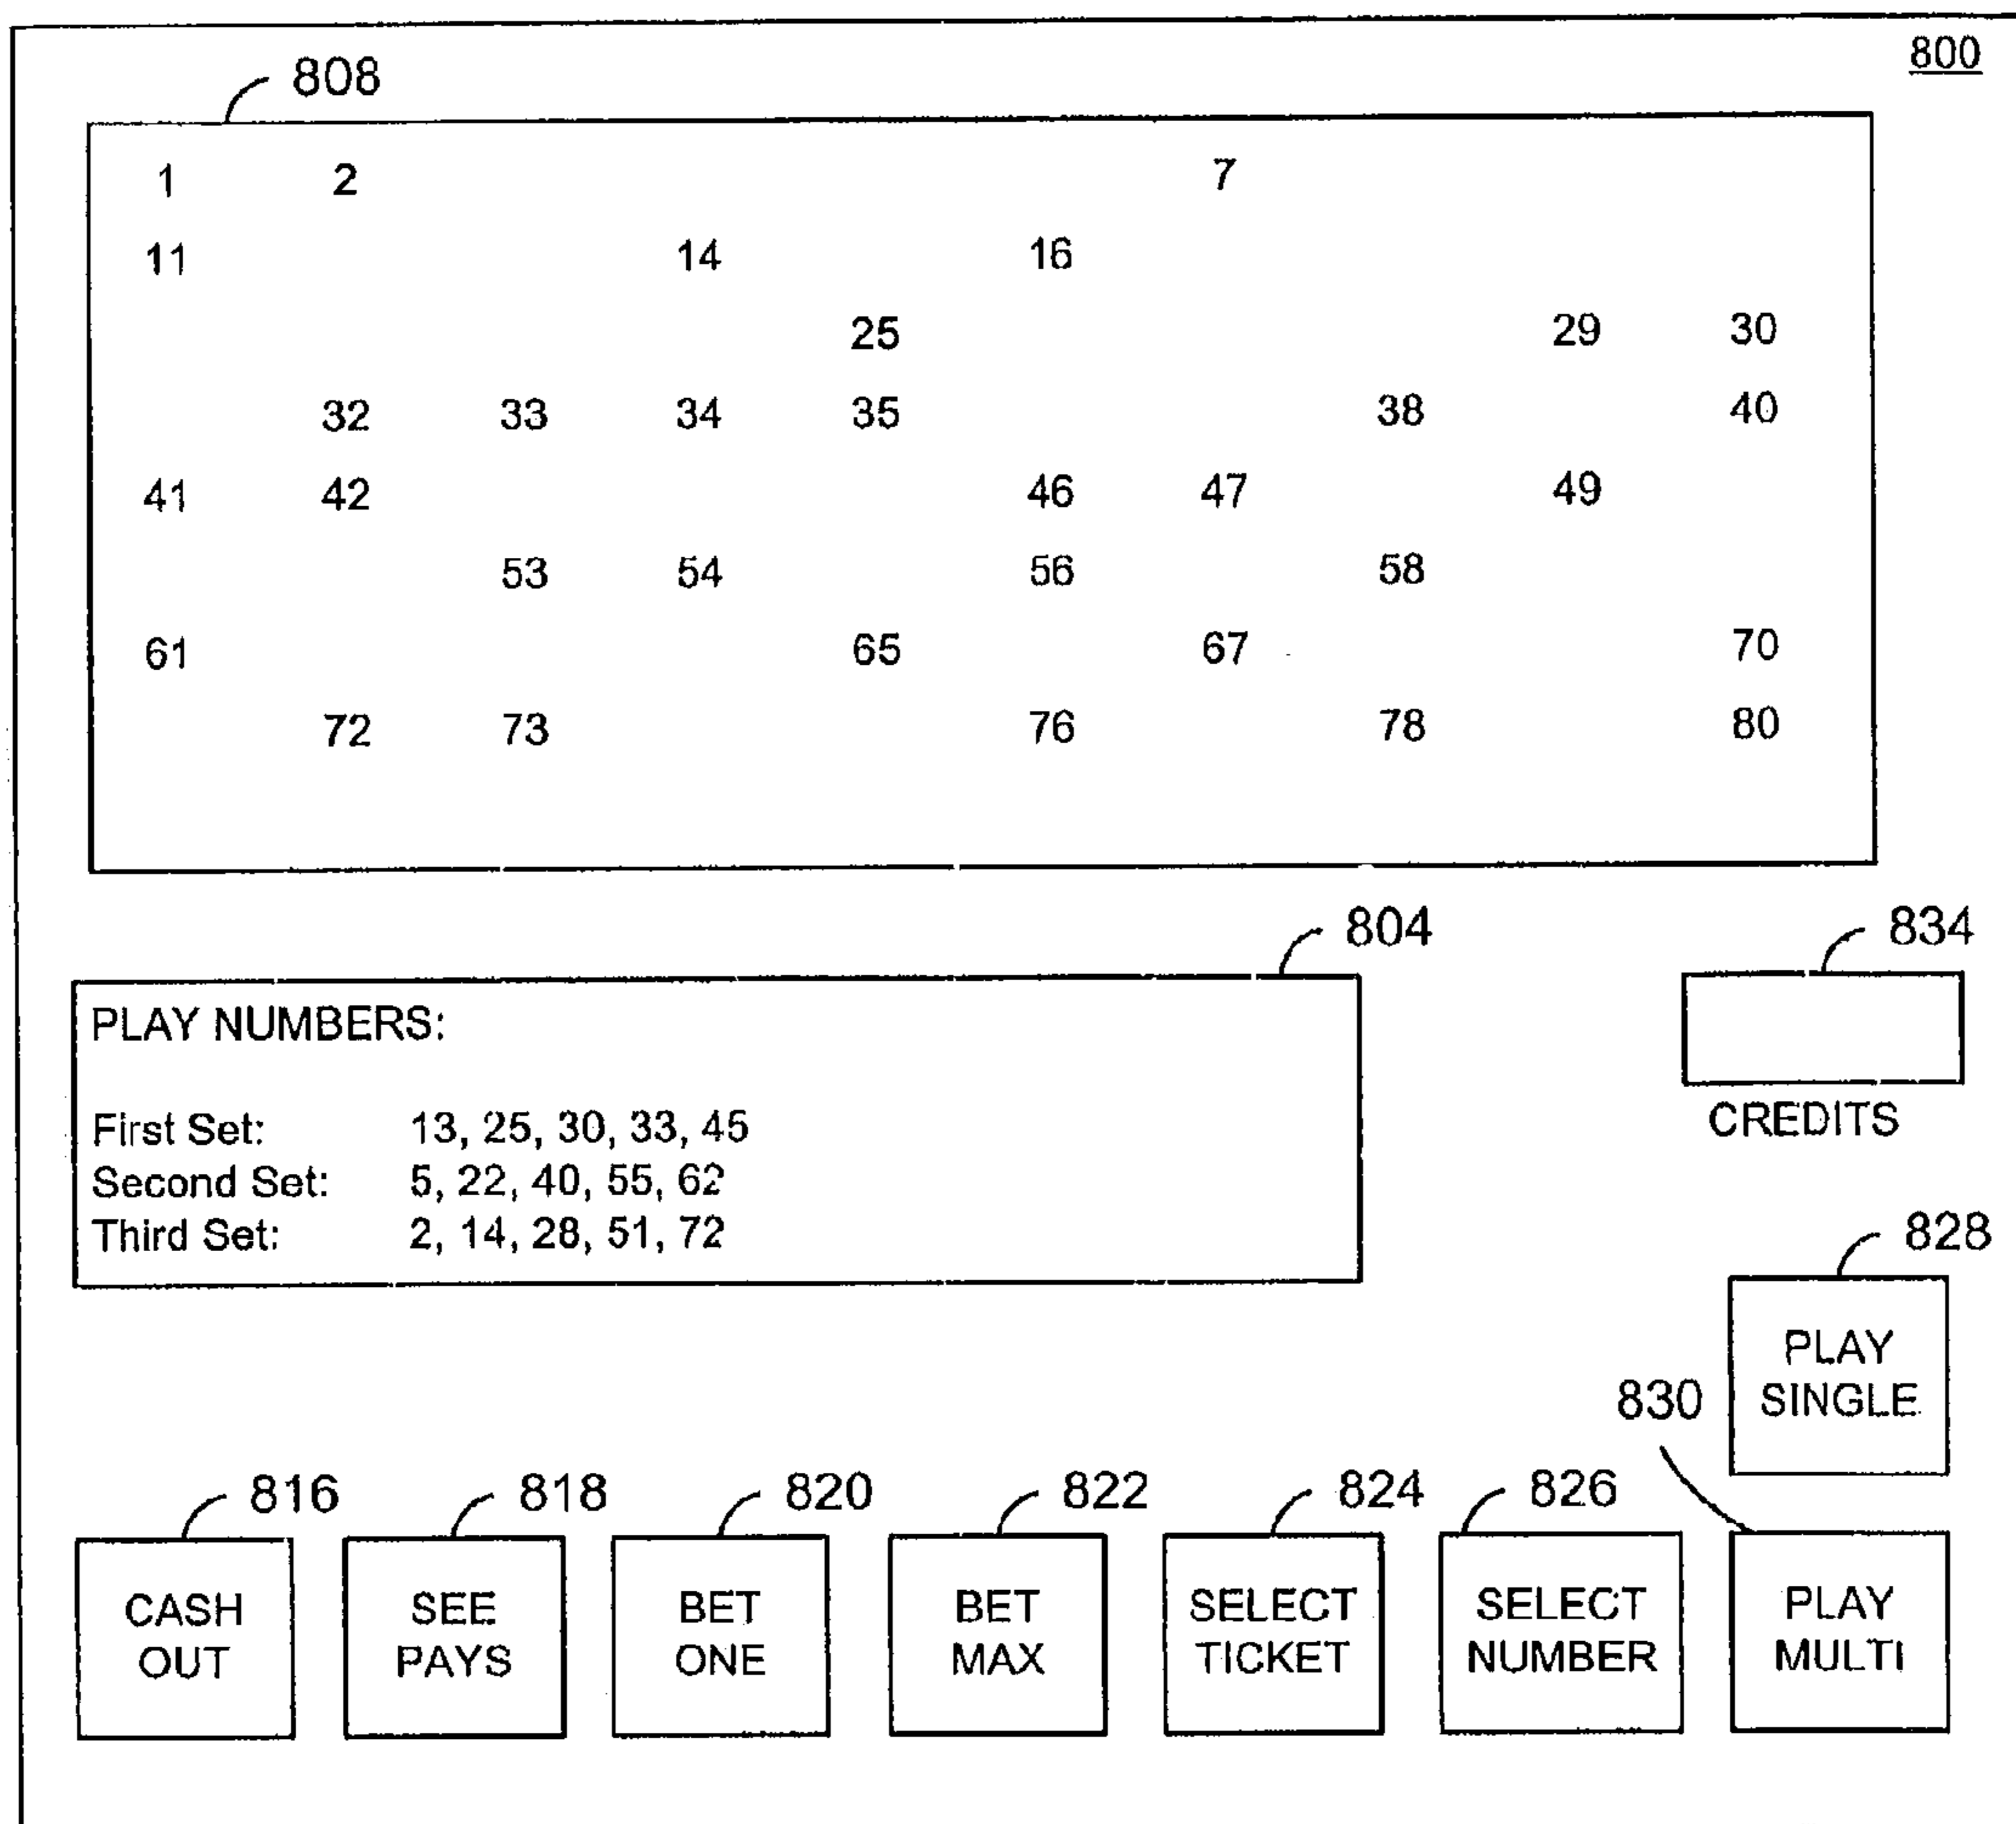 800
808
1 2 7
11 14 16
25 29 30
32 33 34 35 38 40
41 42 46 47 49
53 54 56 58
61 65 67 70
72 73 76 78 80
804
834
PLAY NUMBERS:
First Set: 13, 25, 30, 33, 45
Second Set: 5, 22, 40, 55, 62
Third Set: 2, 14, 28, 51, 72
CREDITS
828
PLAY
SINGLE
830
816 818 820 822 824 826
CASH
OUT
SEE
PAYS
BET
ONE
BET
MAX
SELECT
TICKET
SELECT
NUMBER
PLAY
MULTI